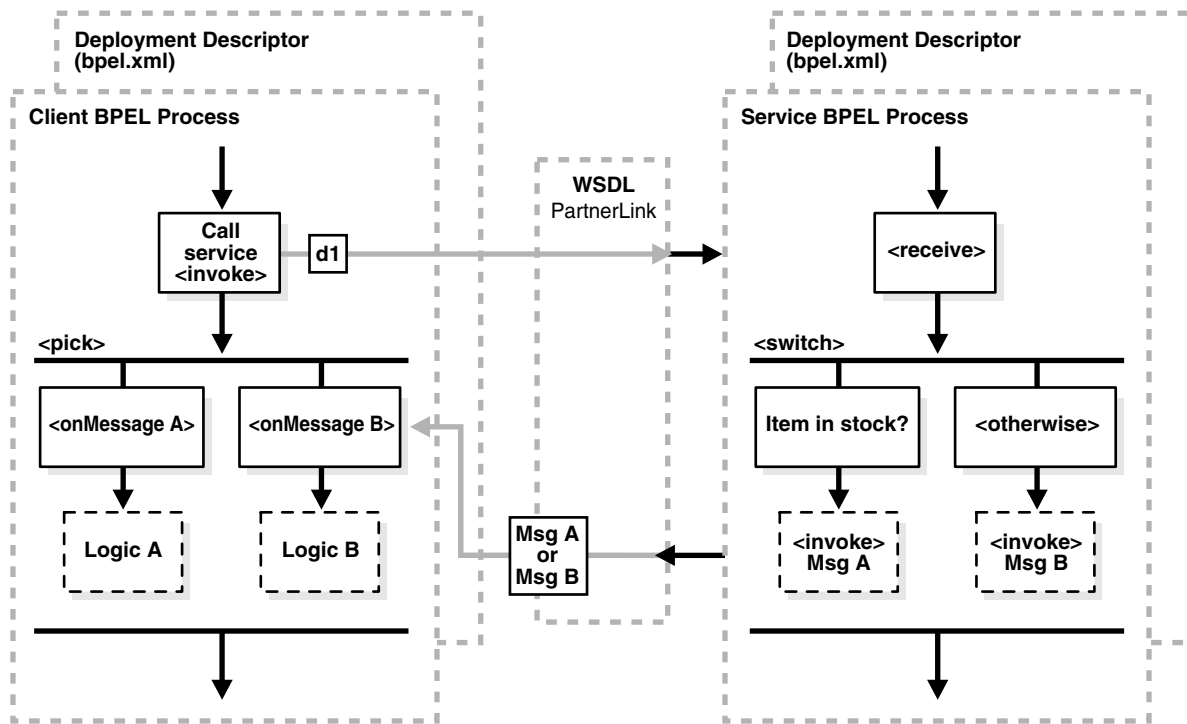 Deployment Descriptor
(bpel.xml)
Client BPEL Process
Call
service
<invoke>
d1
<pick>
<onMessage A>
<onMessage B>
Logic A
Logic B
WSDL
PartnerLink
Msg A
or
Msg B
Deployment Descriptor
(bpel.xml)
Service BPEL Process
<receive>
<switch>
Item in stock?
<otherwise>
<invoke>
Msg A
<invoke>
Msg B